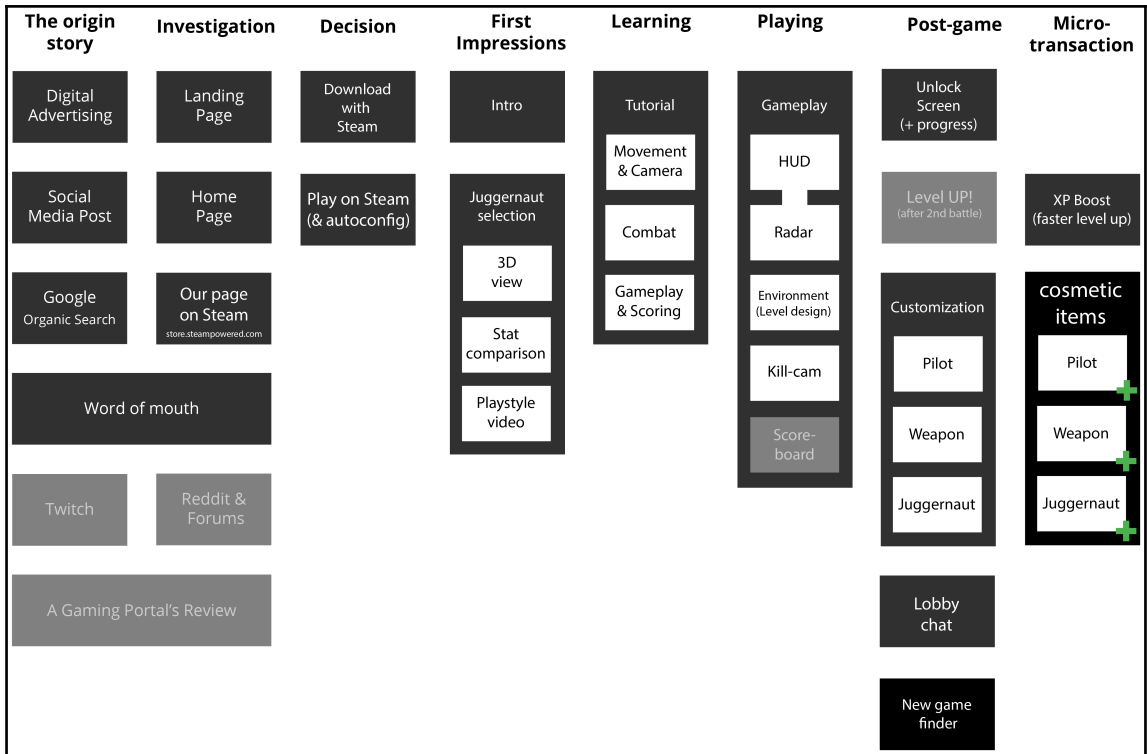 The origin
story
Investigation
Decision
First
Impressions
Learning
Playing
Post-game
Micro-
transaction
Digital
Advertising
Social
Media Post
Google
Organic Search
Word of mouth
Twitch
A Gaming Portal's Review
Landing
Page
Home
Page
Our page
on Steam
store.steampowered.com
Reddit &
Forums
Download
with
Steam
Play on Steam
(& autoconfig)
Intro
Juggernaut
selection
3D
view
Stat
comparison
Playstyle
video
Tutorial
Movement
& Camera
Combat
Gameplay
& Scoring
Gameplay
HUD
Radar
Environment
(Level design)
Kill-cam
Score-
board
Unlock
Screen
(+ progress)
Level UP!
(after 2nd battle)
Customization
Pilot
Weapon
Juggernaut
Lobby
chat
New game
finder
XP Boost
(faster level up)
cosmetic
items
Pilot
Weapon
Juggernaut